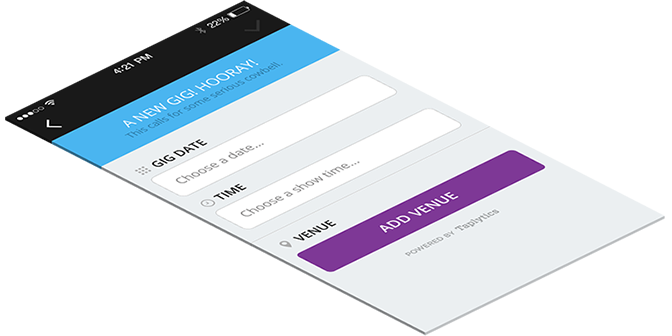 4:21 PM
22%
A NEW GIG! HOORAY!
This calls for some serious cowbell.
GIG DATE
Choose a date...
TIME
Choose a show time...
VENUE
ADD VENUE
POWERED BY Taplytics